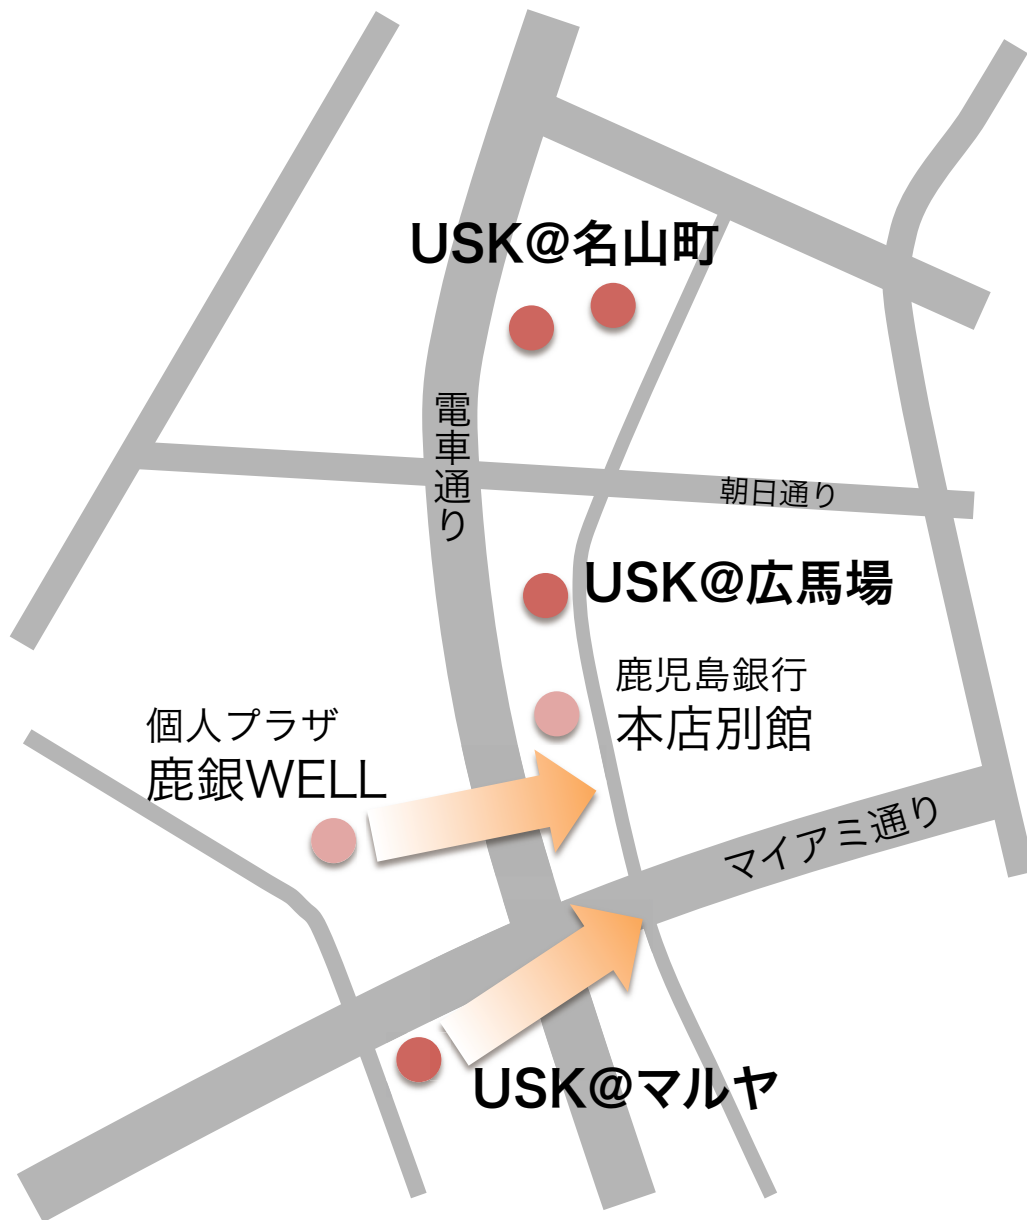 USK@名山町
電車通り
朝日通り
USK@広馬場
鹿児島銀行
本店別館
個人プラザ
鹿銀WELL
マイアミ通り
USK@マルヤ